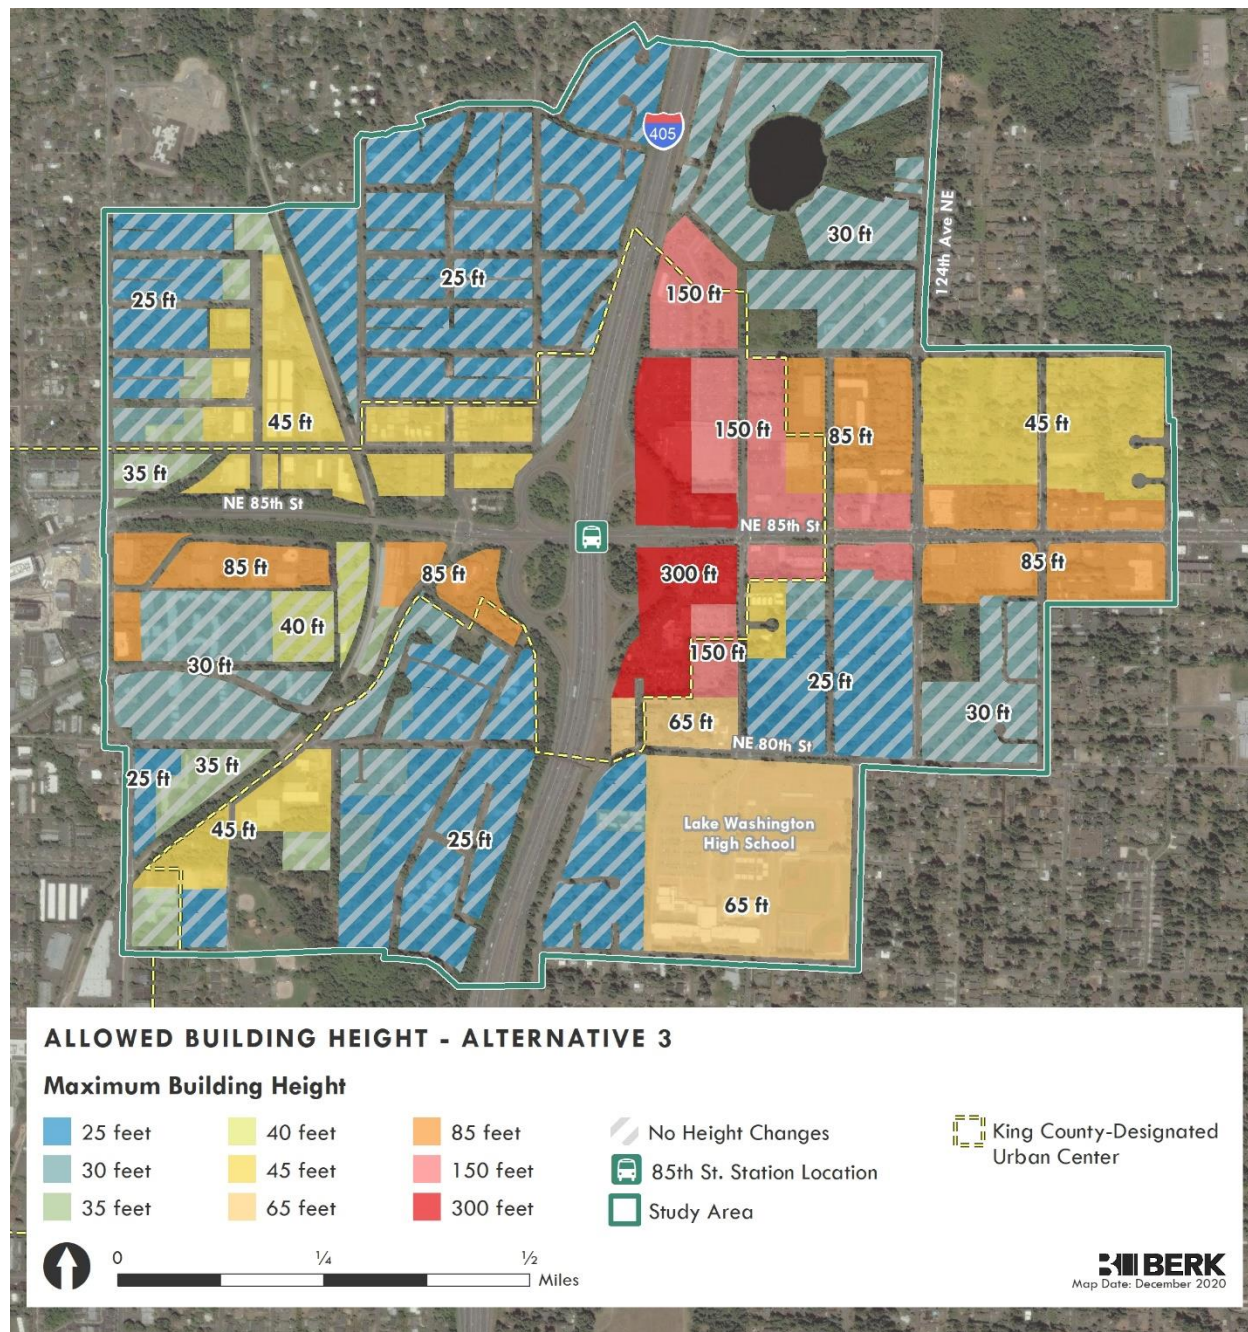 405
124th Ave NE
30 ft
25 ft
150 ft
25 ft
45 ft
150 ft
85 ft
45 ft
35 ft
NE 85th St
NE 85th St
85 ft
85 ft
300 ft
85 ft
40 ft
30 ft
150 ft
25 ft
30 ft
65 ft
NE 80th St
35 ft
25 ft
45 ft
25 ft
Lake Washington
High School
65 ft
ALLOWED BUILDING HEIGHT - ALTERNATIVE 3
Maximum Building Height
25 feet
30 feet
35 feet
40 feet
45 feet
65 feet
85 feet
150 feet
300 feet
No Height Changes
85th St. Station Location
Study Area
King County-Designated
Urban Center
0 ¼ ½
Miles
BERK
Map Date: December 2020